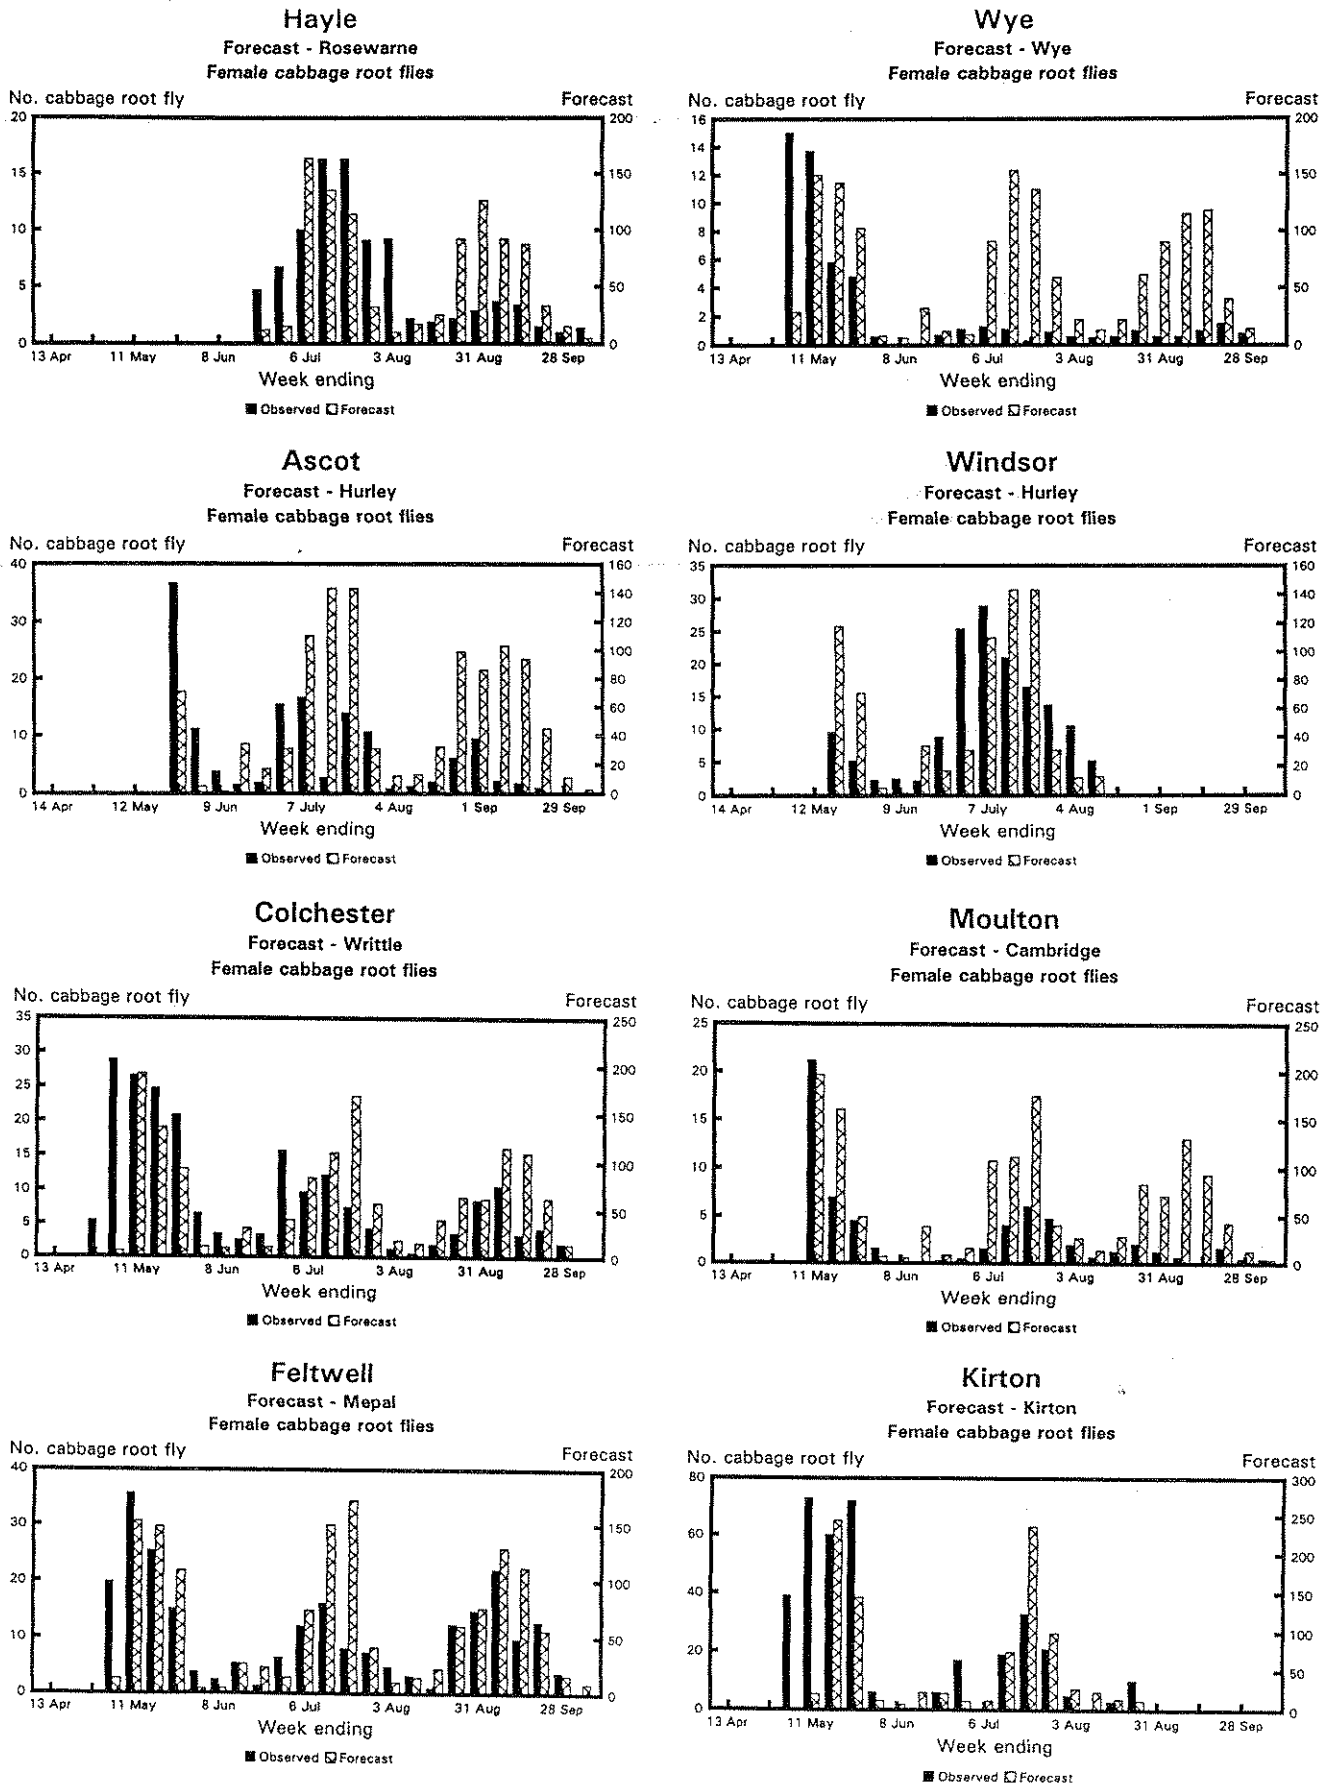 Hayle
Forecast - Rosewarne
Female cabbage root flies
No. cabbage root fly Forecast
20 200
15 150
10 100
5 50
0 0
13 Apr 11 May 8 Jun 6 Jul 3 Aug 31 Aug 28 Sep
Week ending
Observed Forecast
Wye
Forecast - Wye
Female cabbage root flies
No. cabbage root fly Forecast
16 200
14
12 150
10
8 100
6
4 50
2
0 0
13 Apr 11 May 8 Jun 6 Jul 3 Aug 31 Aug 28 Sep
Week ending
Observed Forecast
Ascot
Forecast - Hurley
Female cabbage root flies
No. cabbage root fly Forecast
40 160
140
30 120
100
20 80
60
10 40
20
0 0
14 Apr 12 May 9 Jun 7 July 4 Aug 1 Sep 29 Sep
Week ending
Observed Forecast
Windsor
Forecast - Hurley
Female cabbage root flies
No. cabbage root fly Forecast
35 160
30 140
25 120
20 100
15 80
10 60
5 40
0 20
0
14 Apr 12 May 9 Jun 7 July 4 Aug 1 Sep 29 Sep
Week ending
Observed Forecast
Colchester
Forecast - Writtle
Female cabbage root flies
No. cabbage root fly Forecast
35 250
30 200
25
20 150
15 100
10
5 50
0 0
13 Apr 11 May 8 Jun 6 Jul 3 Aug 31 Aug 28 Sep
Week ending
Observed Forecast
Moulton
Forecast - Cambridge
Female cabbage root flies
No. cabbage root fly Forecast
25 250
20 200
15 150
10 100
5 50
0 0
13 Apr 11 May 8 Jun 6 Jul 3 Aug 31 Aug 28 Sep
Week ending
Observed Forecast
Feltwell
Forecast - Mepal
Female cabbage root flies
No. cabbage root fly Forecast
40 200
30 150
20 100
10 50
0 0
13 Apr 11 May 8 Jun 6 Jul 3 Aug 31 Aug 28 Sep
Week ending
Observed Forecast
Kirton
Forecast - Kirton
Female cabbage root flies
No. cabbage root fly Forecast
80 300
60 250
200
40 150
20 100
50
0 0
13 Apr 11 May 8 Jun 6 Jul 3 Aug 31 Aug 28 Sep
Week ending
Observed Forecast